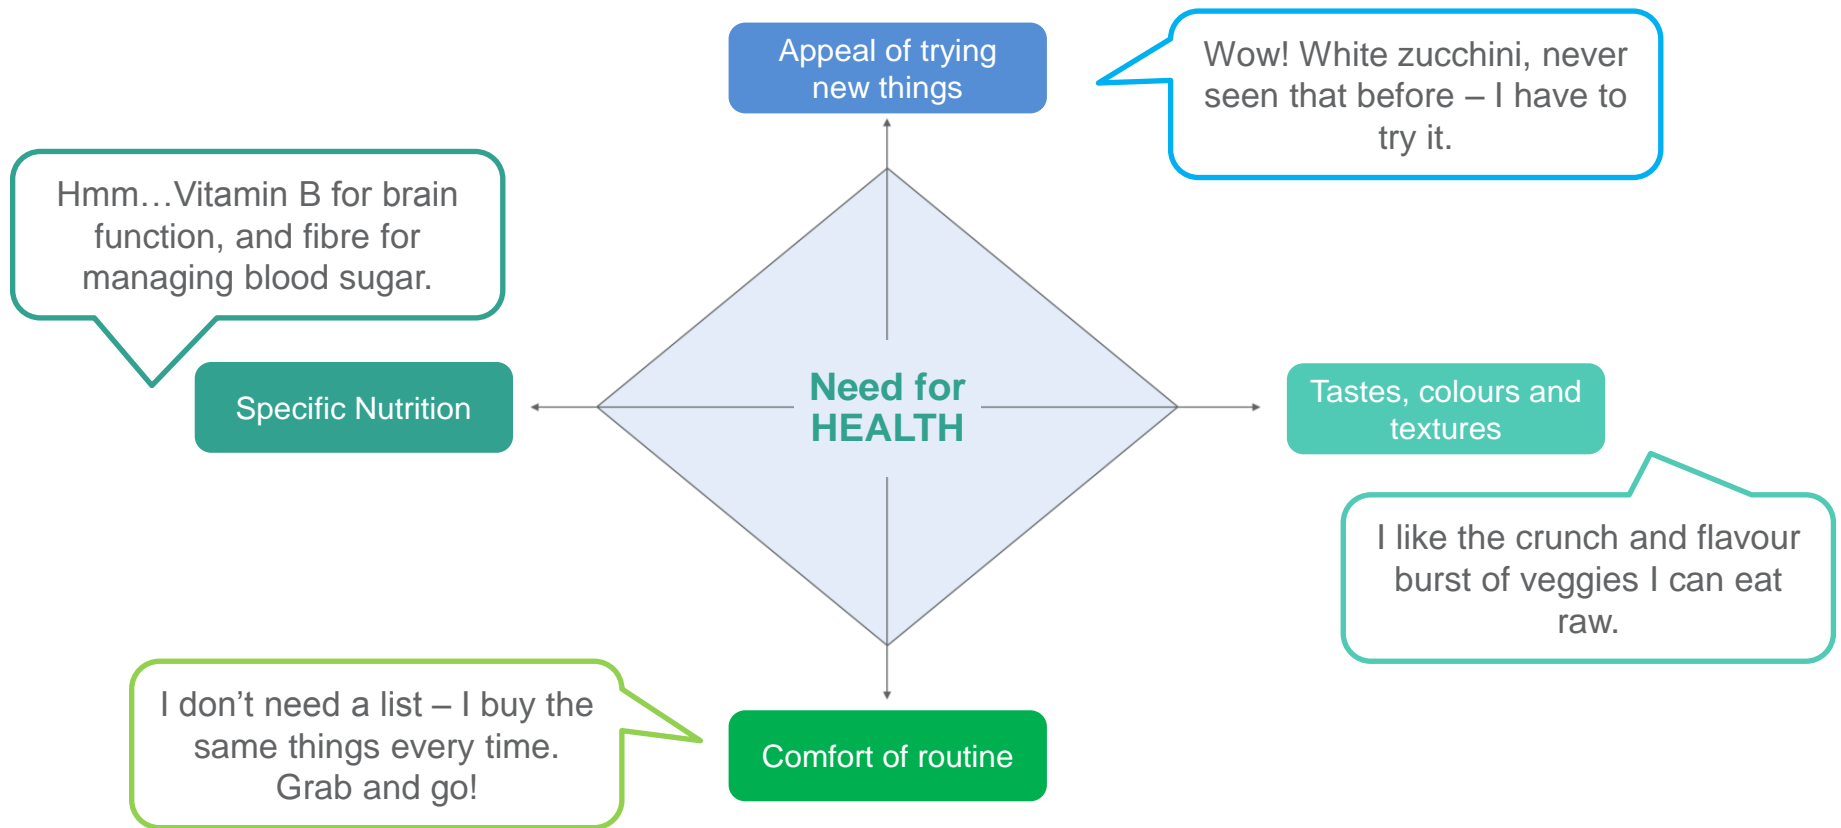 Appeal of trying
new things
Wow! White zucchini, never
seen that before – I have to
try it.
Hmm…Vitamin B for brain
function, and fibre for
managing blood sugar.
Specific Nutrition
Need for
HEALTH
Tastes, colours and
textures
I like the crunch and flavour
burst of veggies I can eat
raw.
I don’t need a list – I buy the
same things every time.
Grab and go!
Comfort of routine